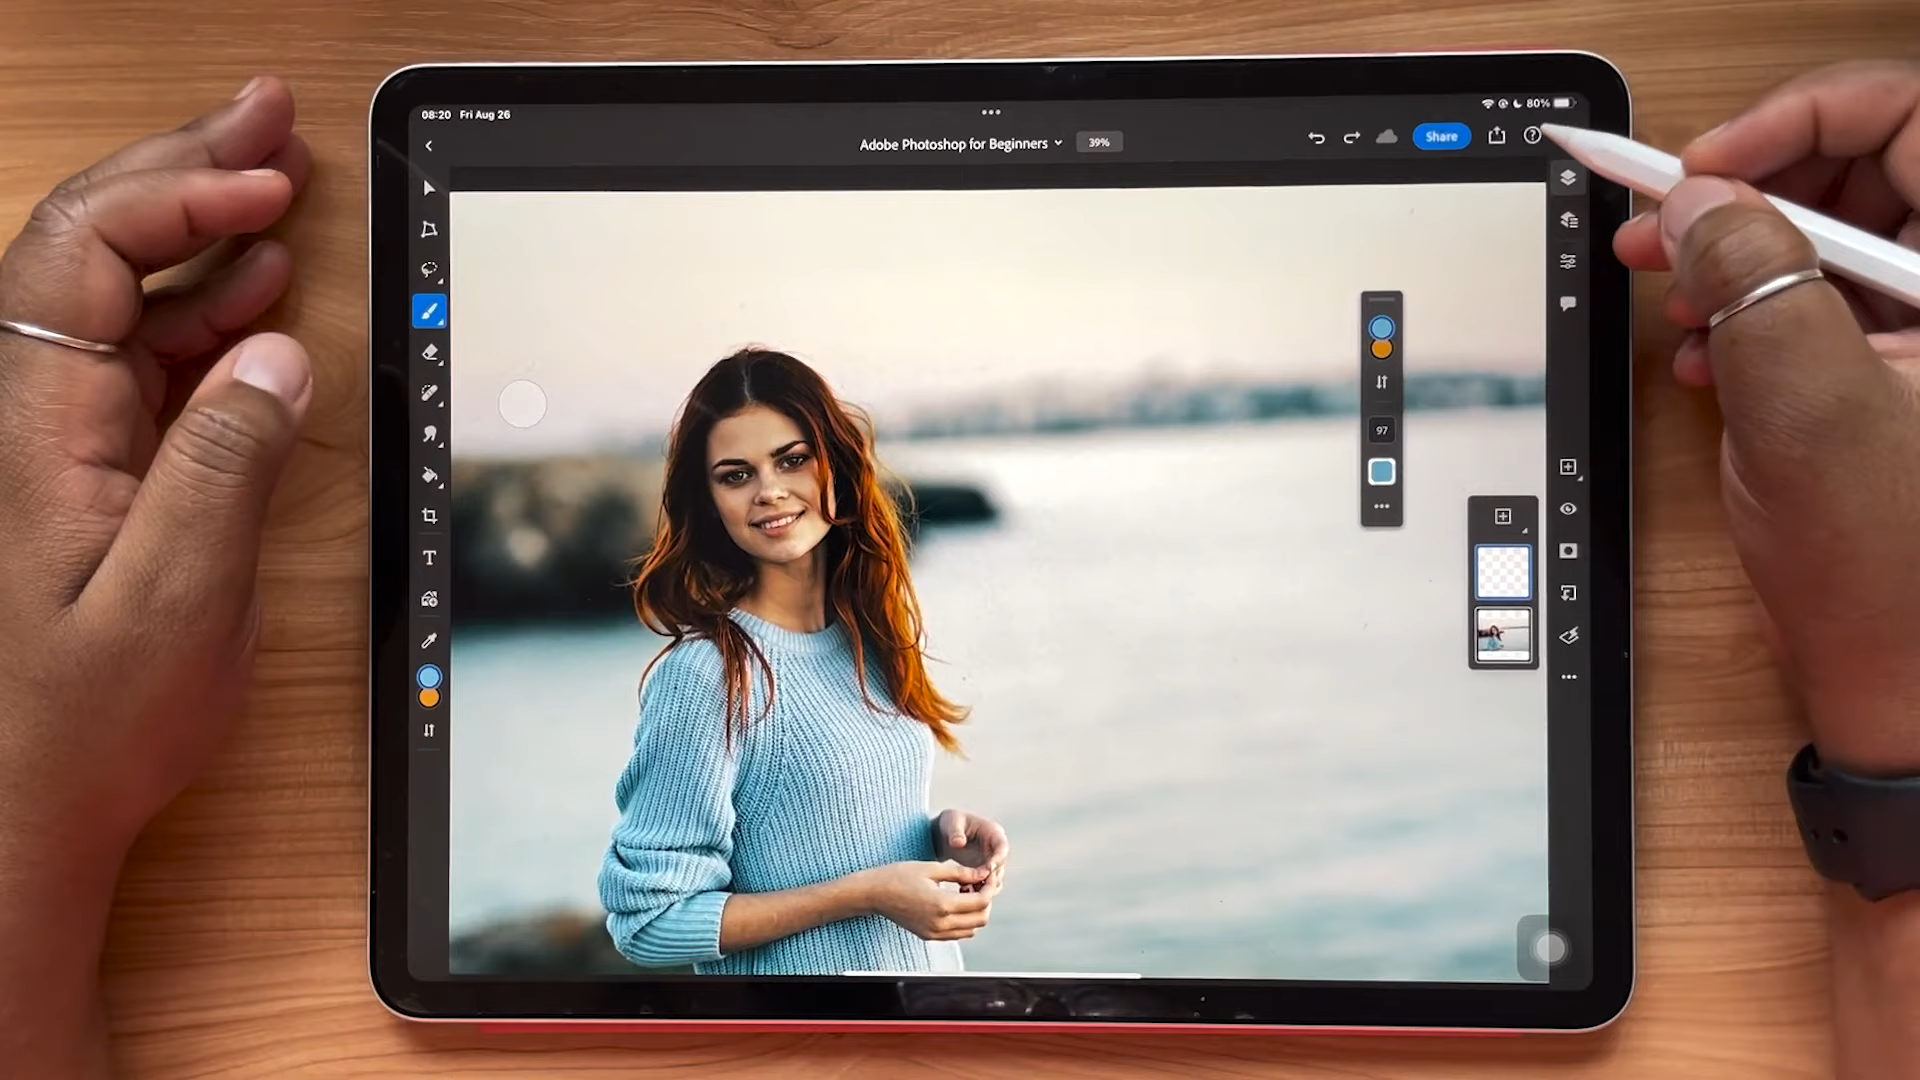 08:20 Fri Aug 26
80%
Adobe Photoshop for Beginners
39%
Share
?
97
T